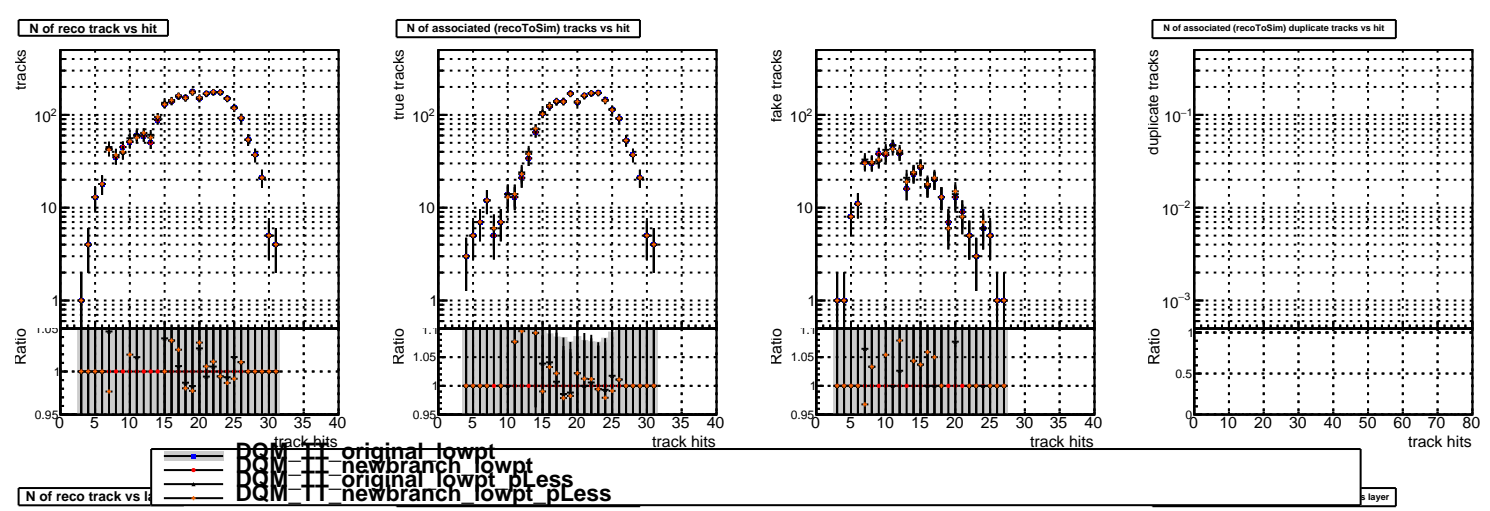 N of reco track vs hit
N of associated (recoToSim) tracks vs hit
N of associated (recoToSim) duplicate tracks vs hit
tracks
10²
10
1
Ratio
1.05
1
0.95
0 5 10 15 20 25 30 35 40
track hits
true tracks
10²
10
1
Ratio
1.1
1.05
1
0.95
0 5 10 15 20 25 30 35 40
track hits
fake tracks
10²
10
1
Ratio
1.1
1.05
1
0.95
0 5 10 15 20 25 30 35 40
track hits
duplicate tracks
10⁻¹
10⁻²
10⁻³
Ratio
1
0.5
0
0 10 20 30 40 50 60 70 80
track hits
DQM_TT_original_lowpt
DQM_TT_newbranch_lowpt
DQM_TT_original_lowpt_pLess
DQM_TT_newbranch_lowpt_pLess
N of reco track vs la
s layer